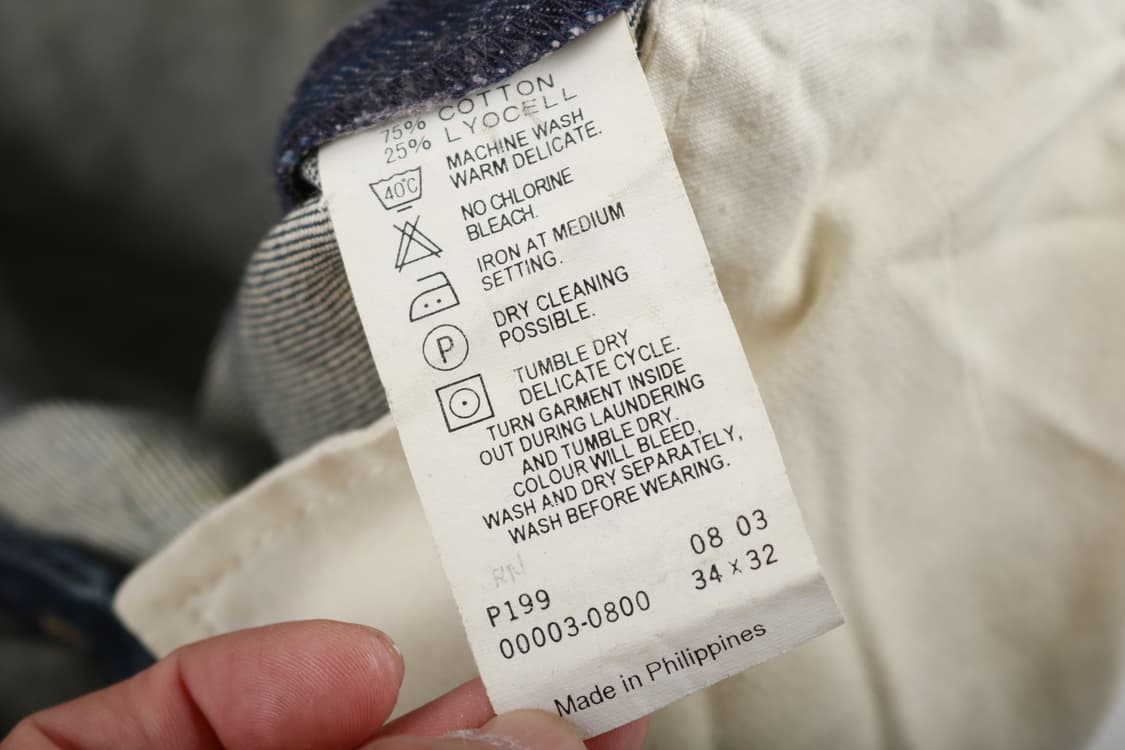 75% COTTON
25% LYOCELL
40°C
MACHINE WASH
WARM DELICATE.
NO CHLORINE
BLEACH.
IRON AT MEDIUM
SETTING.
P
DRY CLEANING
POSSIBLE.
TUMBLE DRY
DELICATE CYCLE.
TURN GARMENT INSIDE
OUT DURING LAUNDERING
AND TUMBLE DRY.
COLOUR WILL BLEED,
WASH AND DRY SEPARATELY,
WASH BEFORE WEARING.
RN
P199 08 03
00003-0800 34 x 32
Made in Philippines